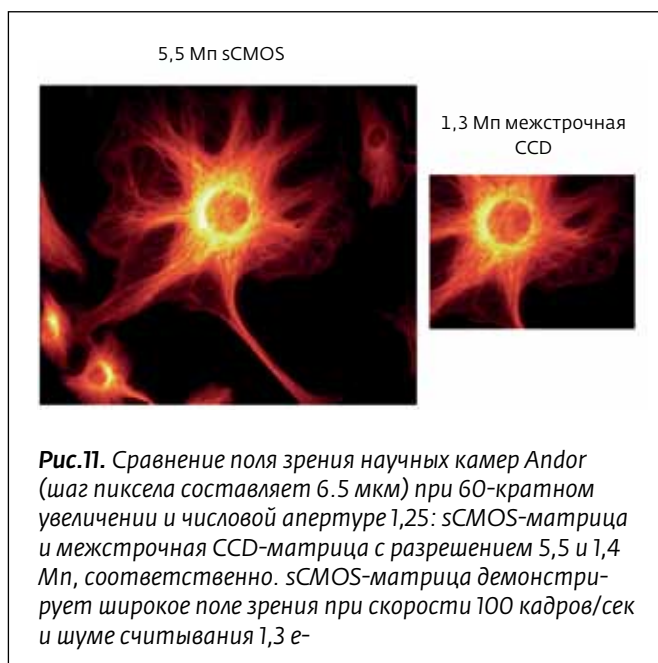 5,5 Мп sCMOS
1,3 Мп межстрочная
CCD
Рис.11. Сравнение поля зрения научных камер Andor
(шаг пиксела составляет 6.5 мкм) при 60-кратном
увеличении и числовой апертуре 1,25: sCMOS-матрица
и межстрочная CCD-матрица с разрешением 5,5 и 1,4
Мп, соответственно. sCMOS-матрица демонстри-
рует широкое поле зрения при скорости 100 кадров/сек
и шуме считывания 1,3 е-